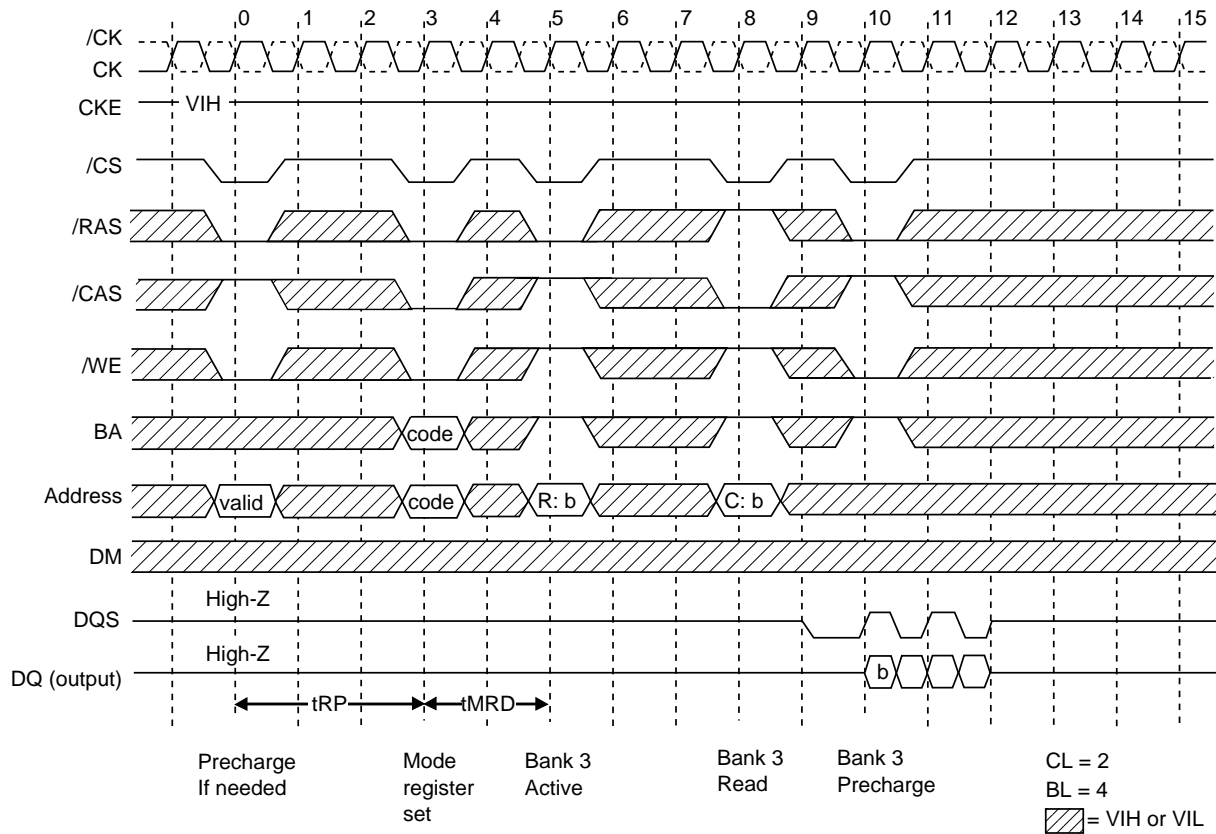 0 1 2 3 4 5 6 7 8 9 10 11 12 13 14 15
/CK
CK
CKE
VIH
/CS
/RAS
/CAS
/WE
BA
code
Address
valid
code
R: b
C: b
DM
High-Z
DQS
High-Z
DQ (output)
b
tRP
tMRD
Precharge
If needed
Mode
register
set
Bank 3
Active
Bank 3
Read
Bank 3
Precharge
CL = 2
BL = 4
= VIH or VIL